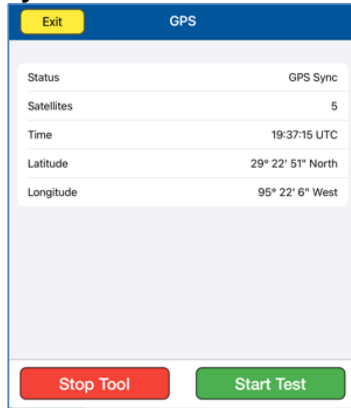 Exit GPS
Status GPS Sync
Satellites 5
Time 19:37:15 UTC
Latitude 29° 22' 51" North
Longitude 95° 22' 6" West
Stop Tool Start Test